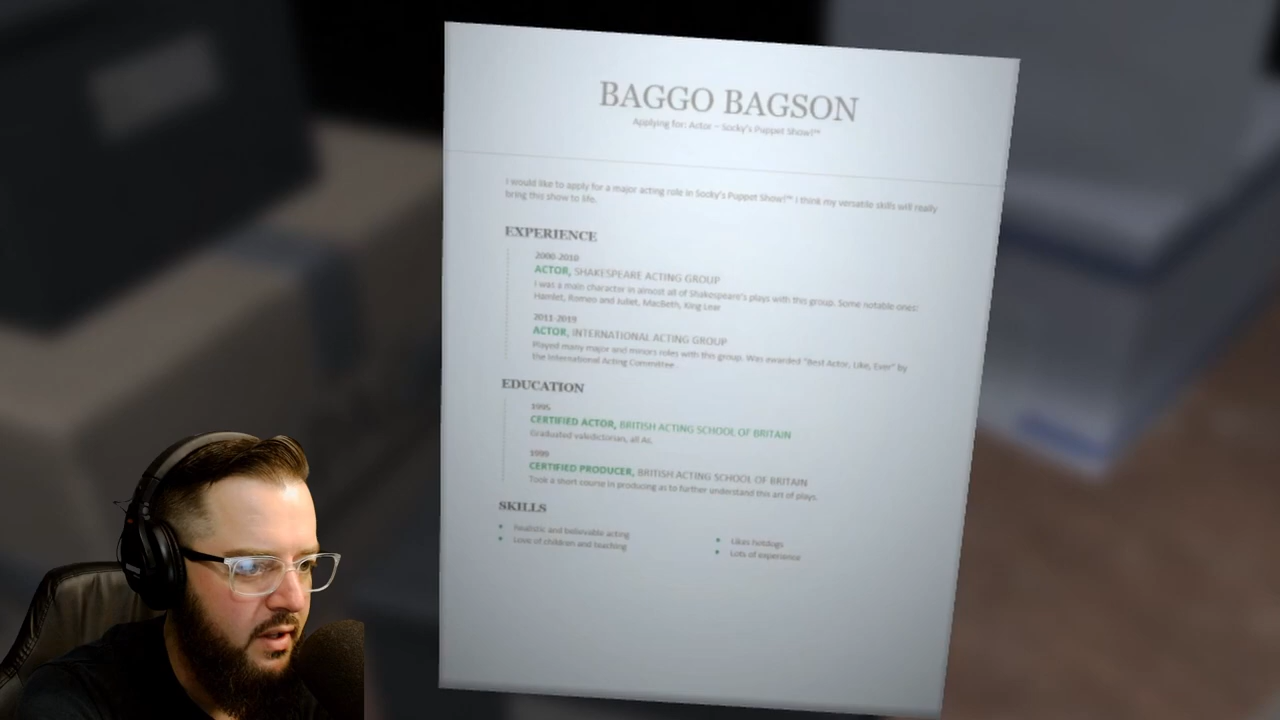 BAGGO BAGSON
Applying for: Actor – Socky's Puppet Show!™
I would like to apply for a major acting role in Socky's Puppet Show!™ I think my versatile skills will really
bring this show to life.
EXPERIENCE
2000-2010
ACTOR, SHAKESPEARE ACTING GROUP
I was a main character in almost all of Shakespeare's plays with this group. Some notable ones:
Hamlet, Romeo and Juliet, MacBeth, King Lear
2011-2019
ACTOR, INTERNATIONAL ACTING GROUP
Played many major and minors roles with this group. Was awarded "Best Actor, Like, Ever" by
the International Acting Committee.
EDUCATION
1995
CERTIFIED ACTOR, BRITISH ACTING SCHOOL OF BRITAIN
Graduated valedictorian, all As.
1999
CERTIFIED PRODUCER, BRITISH ACTING SCHOOL OF BRITAIN
Took a short course in producing as to further understand this art of plays.
SKILLS
• Realistic and believable acting
• Love of children and teaching
• Likes hotdogs
• Lots of experience